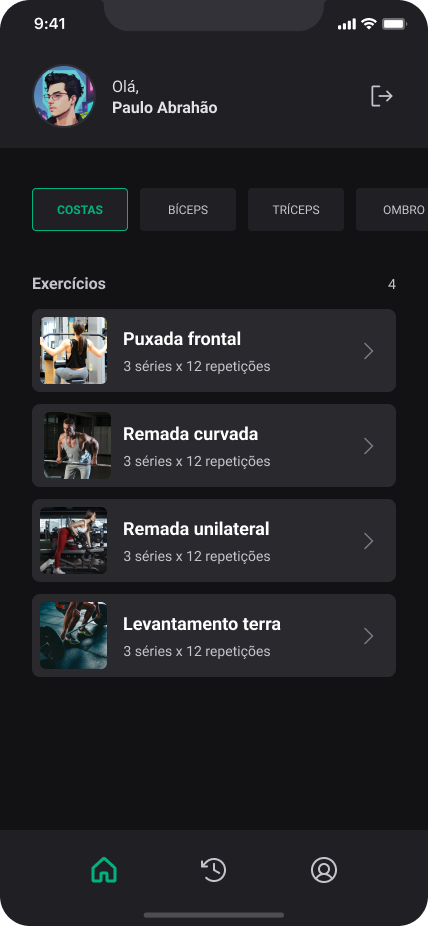 9:41
Olá,
Paulo Abrahão
COSTAS
BÍCEPS
TRÍCEPS
OMBRO
Exercícios
4
Puxada frontal
3 séries x 12 repetições
Remada curvada
3 séries x 12 repetições
Remada unilateral
3 séries x 12 repetições
Levantamento terra
3 séries x 12 repetições